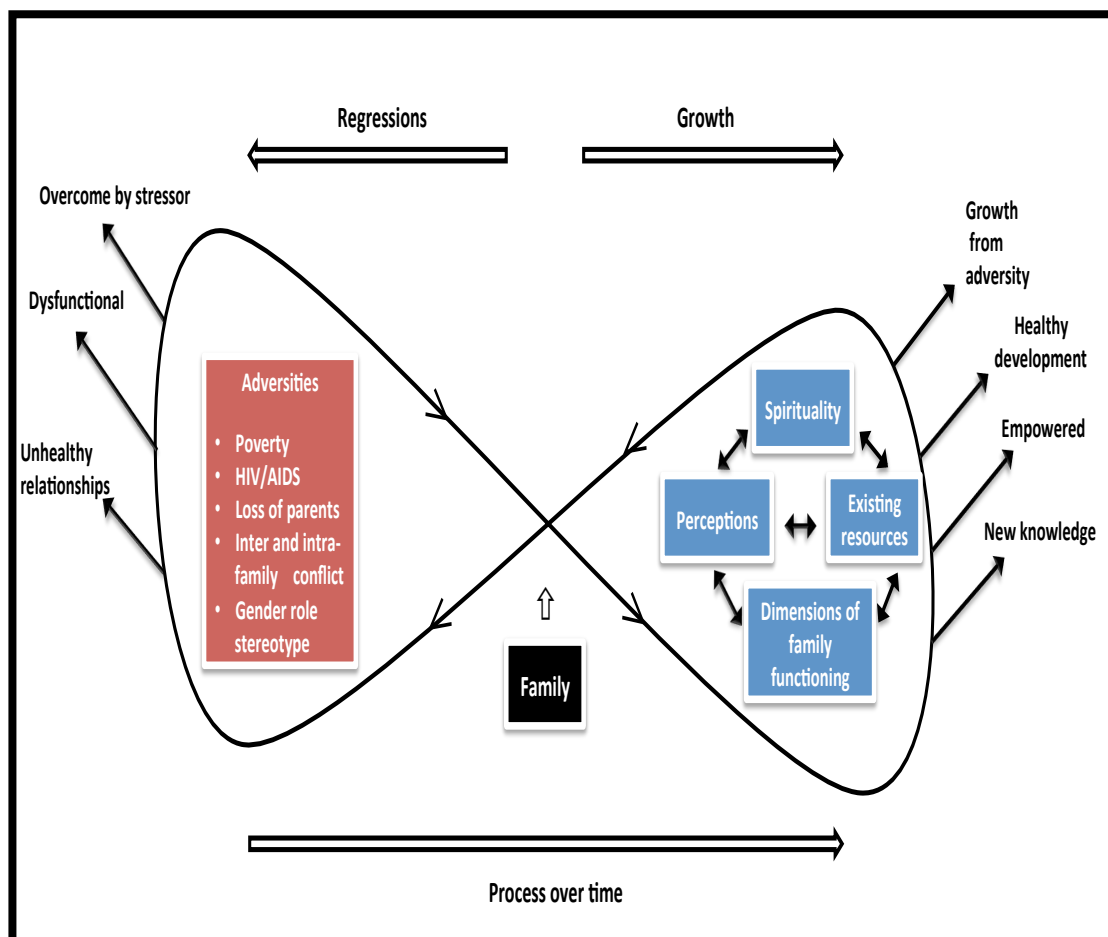 Regressions
Growth
Overcome by stressor
Dysfunctional
Unhealthy
relationships
Adversities
• Poverty
• HIV/AIDS
• Loss of parents
• Inter and intra-
family conflict
• Gender role
stereotype
Family
Spirituality
Perceptions
Existing
resources
Dimensions of
family
functioning
Growth
from
adversity
Healthy
development
Empowered
New knowledge
Process over time